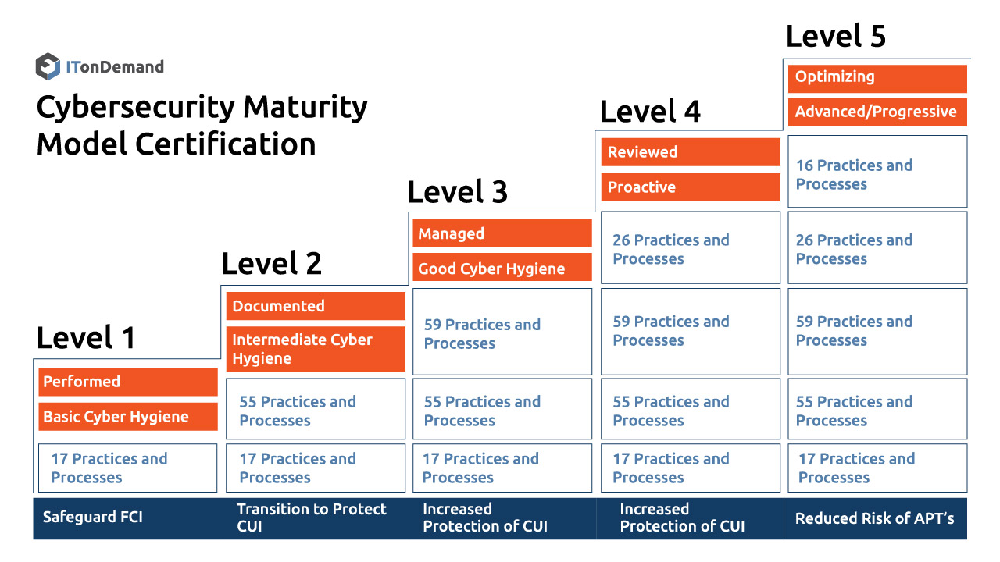 ITonDemand
Cybersecurity Maturity
Model Certification
Level 1
Performed
Basic Cyber Hygiene
17 Practices and
Processes
Safeguard FCI
Level 2
Documented
Intermediate Cyber
Hygiene
55 Practices and
Processes
17 Practices and
Processes
Transition to Protect
CUI
Level 3
Managed
Good Cyber Hygiene
59 Practices and
Processes
55 Practices and
Processes
17 Practices and
Processes
Increased
Protection of CUI
Level 4
Reviewed
Proactive
26 Practices and
Processes
59 Practices and
Processes
55 Practices and
Processes
17 Practices and
Processes
Increased
Protection of CUI
Level 5
Optimizing
Advanced/Progressive
16 Practices and
Processes
26 Practices and
Processes
59 Practices and
Processes
55 Practices and
Processes
17 Practices and
Processes
Reduced Risk of APT’s